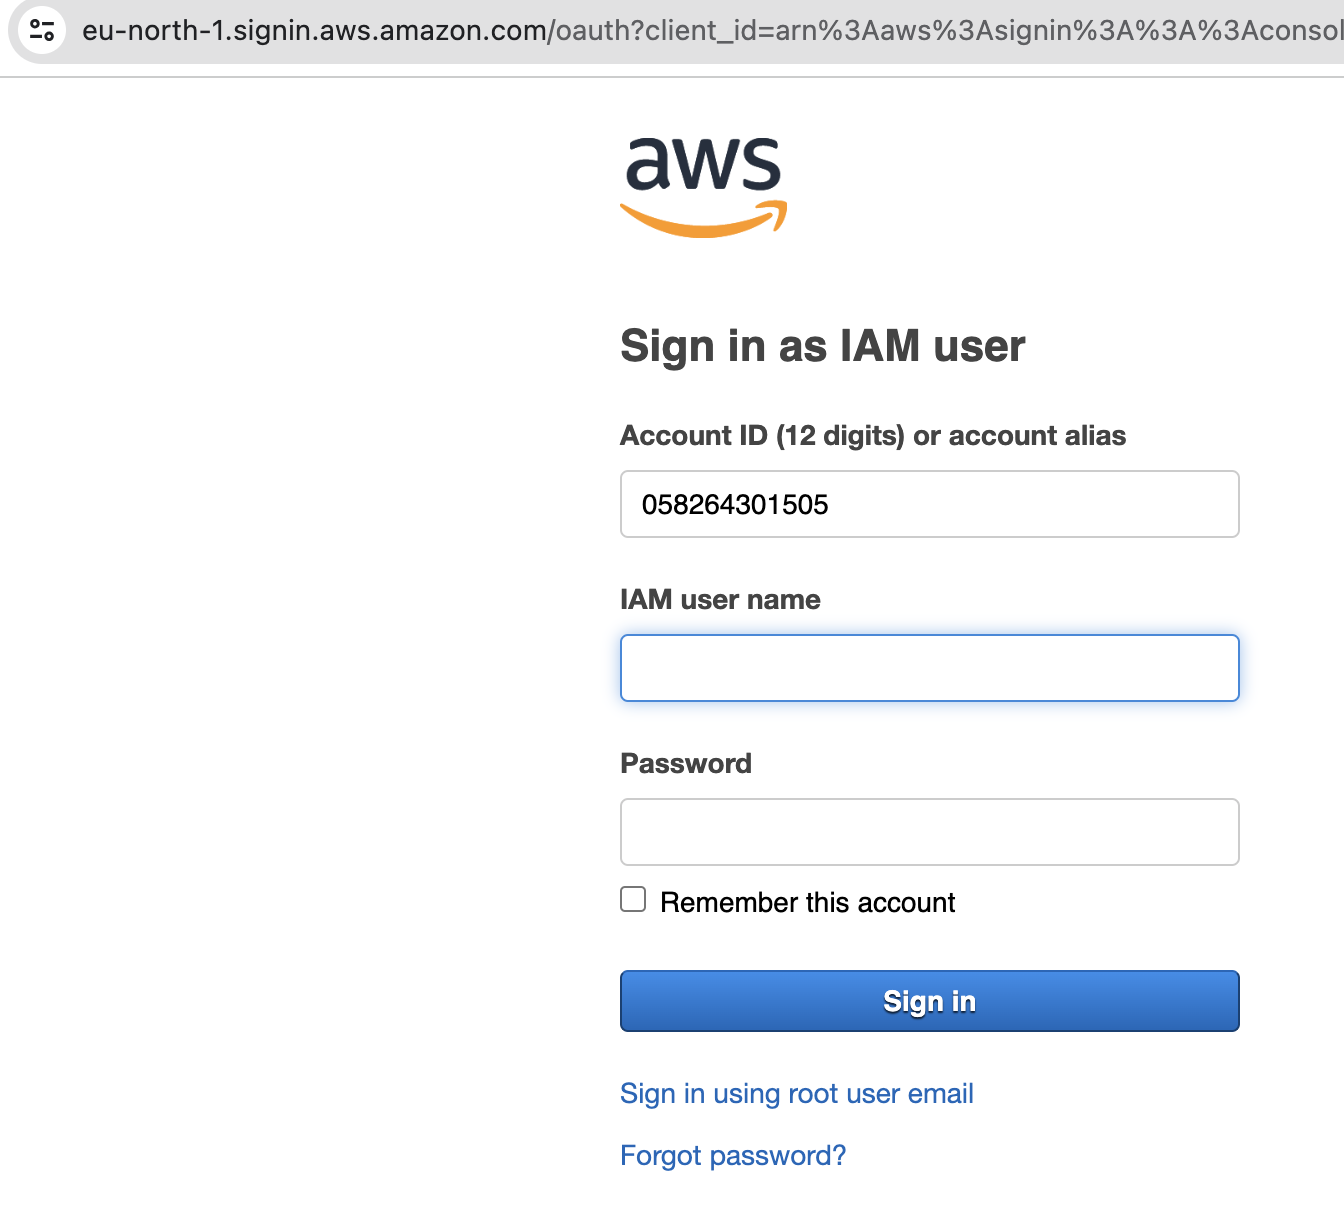 eu-north-1.signin.aws.amazon.com/oauth?client_id=arn%3Aaws%3Asignin%3A%3A%3Aconsol
aws
Sign in as IAM user
Account ID (12 digits) or account alias
058264301505
IAM user name
Password
Remember this account
Sign in
Sign in using root user email
Forgot password?